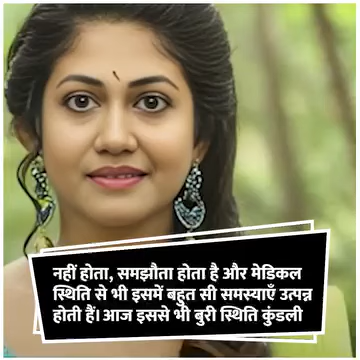 नहीं होता, समझौता होता है और मेडिकल
स्थिति से भी इसमें बहुत सी समस्याएँ उत्पन्न
होती हैं। आज इससे भी बुरी स्थिति कुंडली